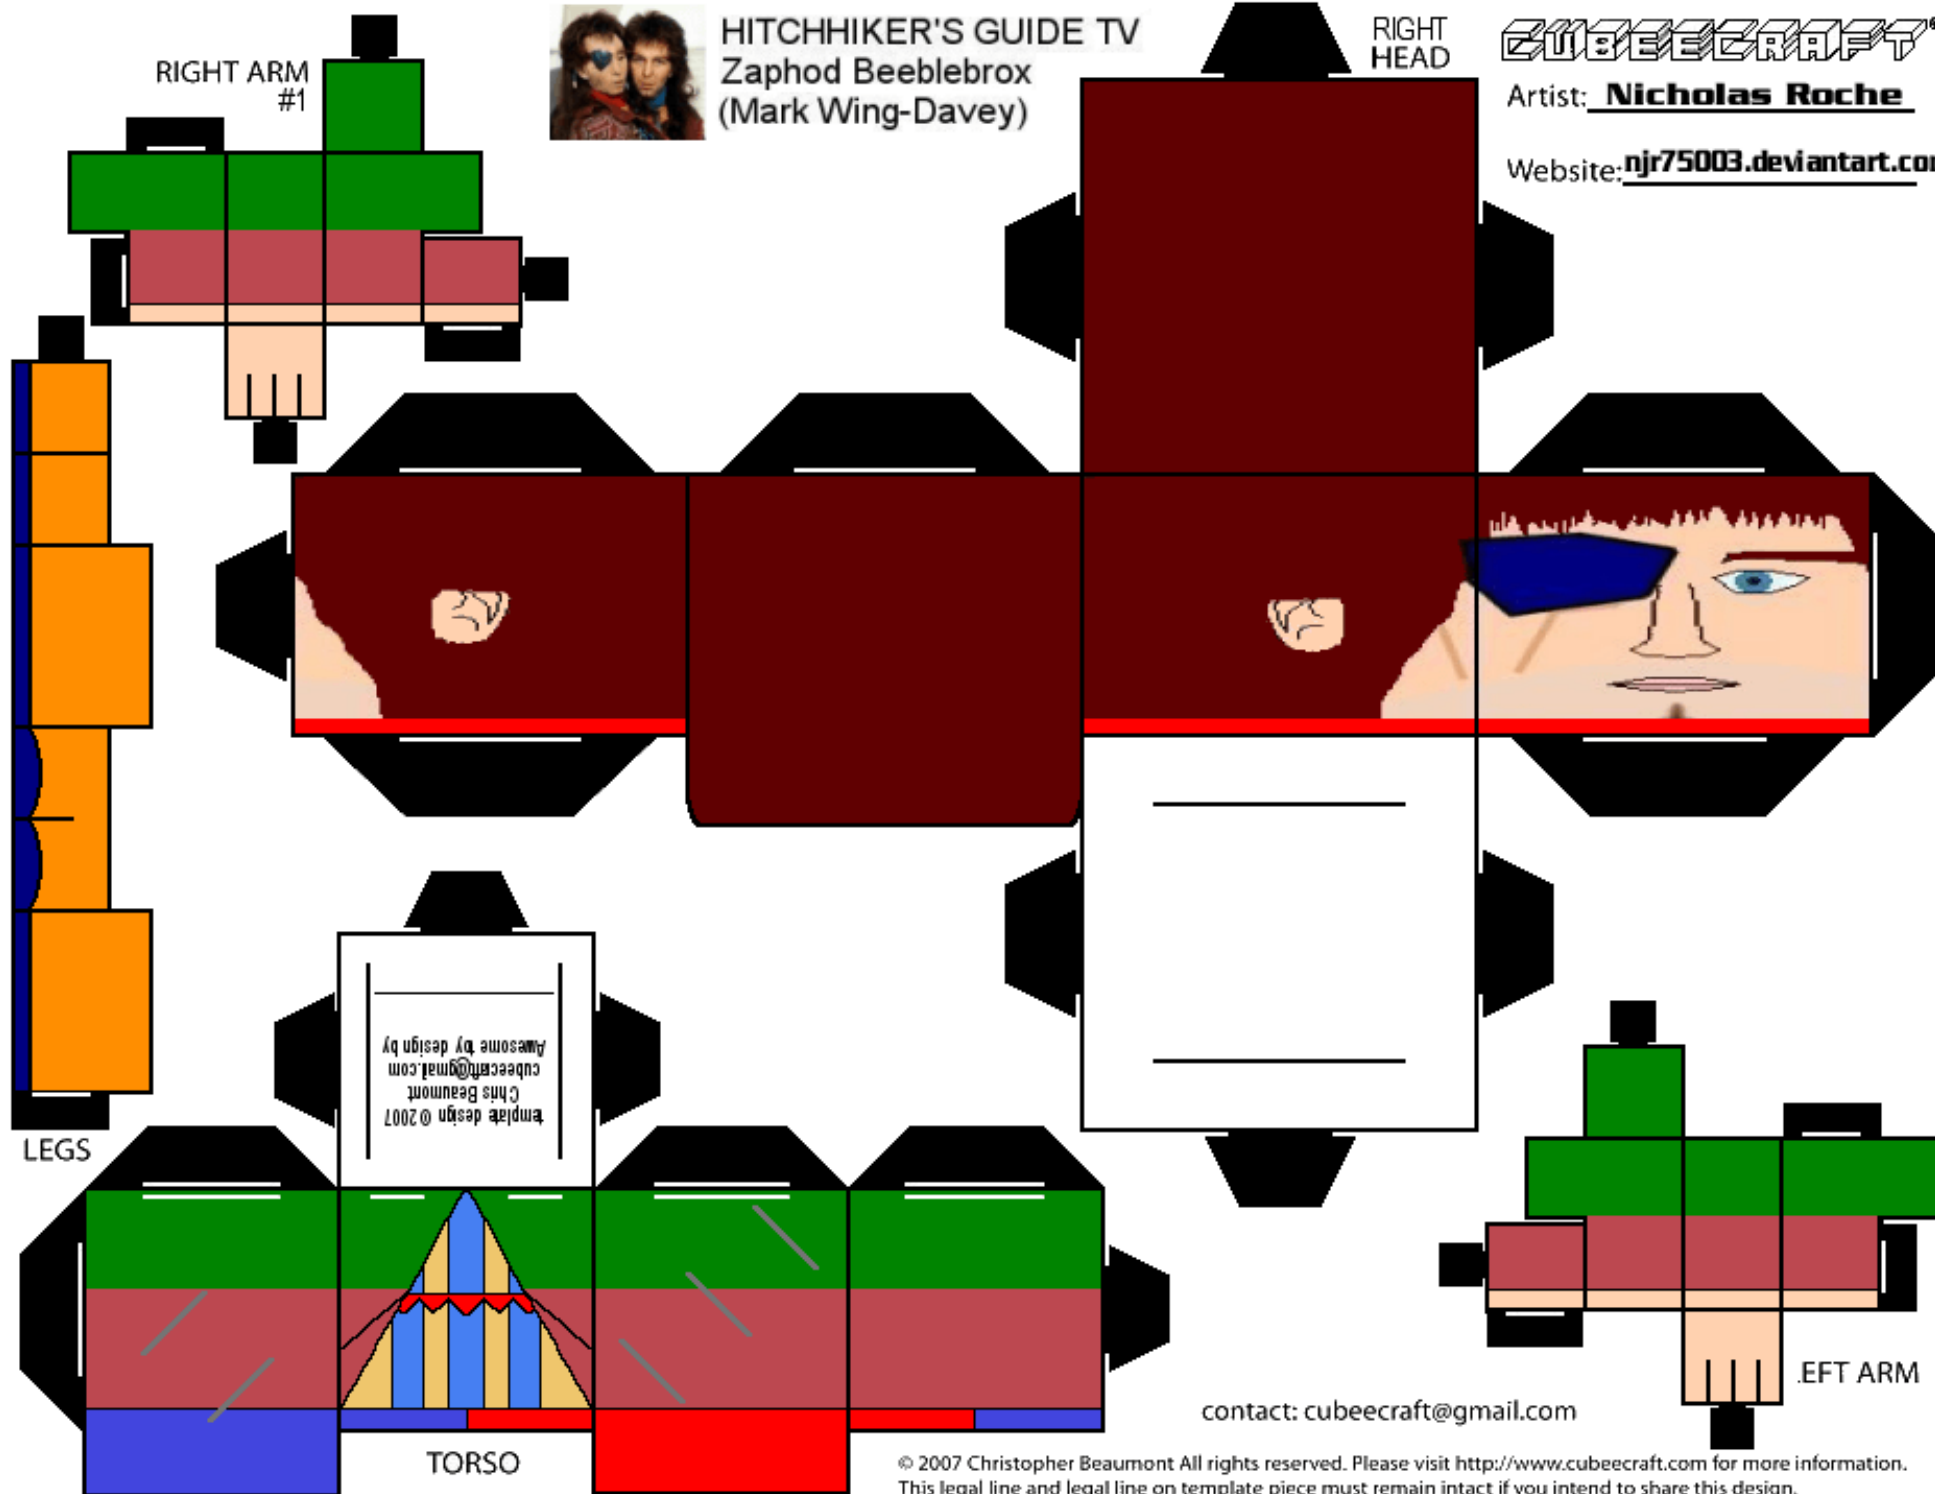 RIGHT ARM
#1
HITCHHIKER'S GUIDE TV
Zaphod Beeblebrox
(Mark Wing-Davey)
RIGHT
HEAD
CUBEECRAFT®
Artist: Nicholas Roche
Website: njr75003.deviantart.co
template design © 2007
Chris Beaumont
cubeecraft@gmail.com
Awesome toy design by
LEGS
TORSO
.EFT ARM
contact: cubeecraft@gmail.com
© 2007 Christopher Beaumont All rights reserved. Please visit http://www.cubeecraft.com for more information.
This legal line and legal line on template piece must remain intact if you intend to share this design.